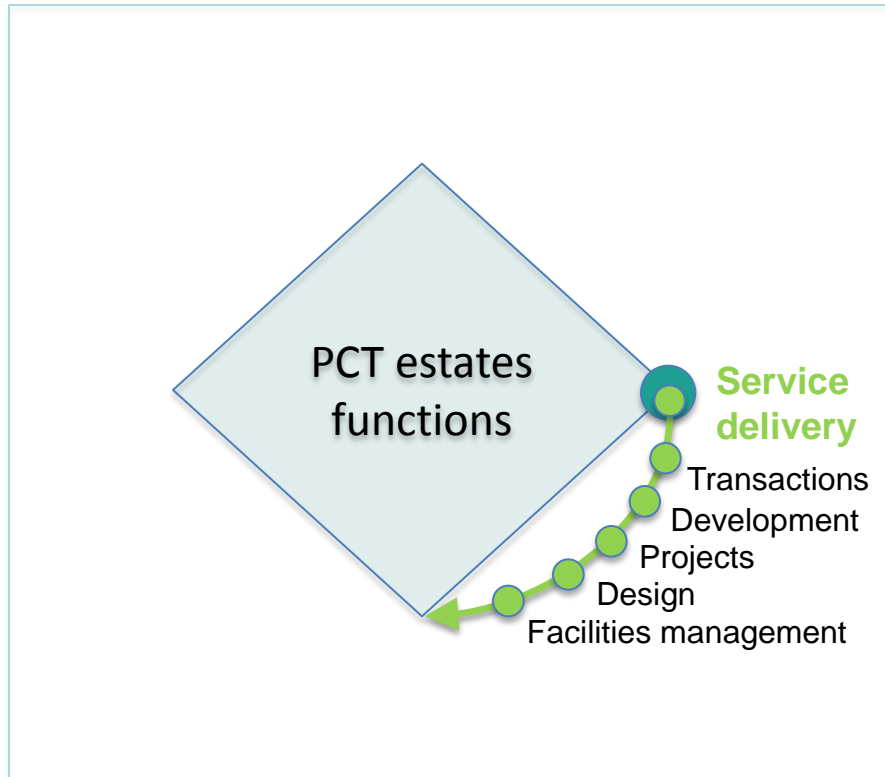 PCT estates
functions
Service
delivery
Transactions
Development
Projects
Design
Facilities management